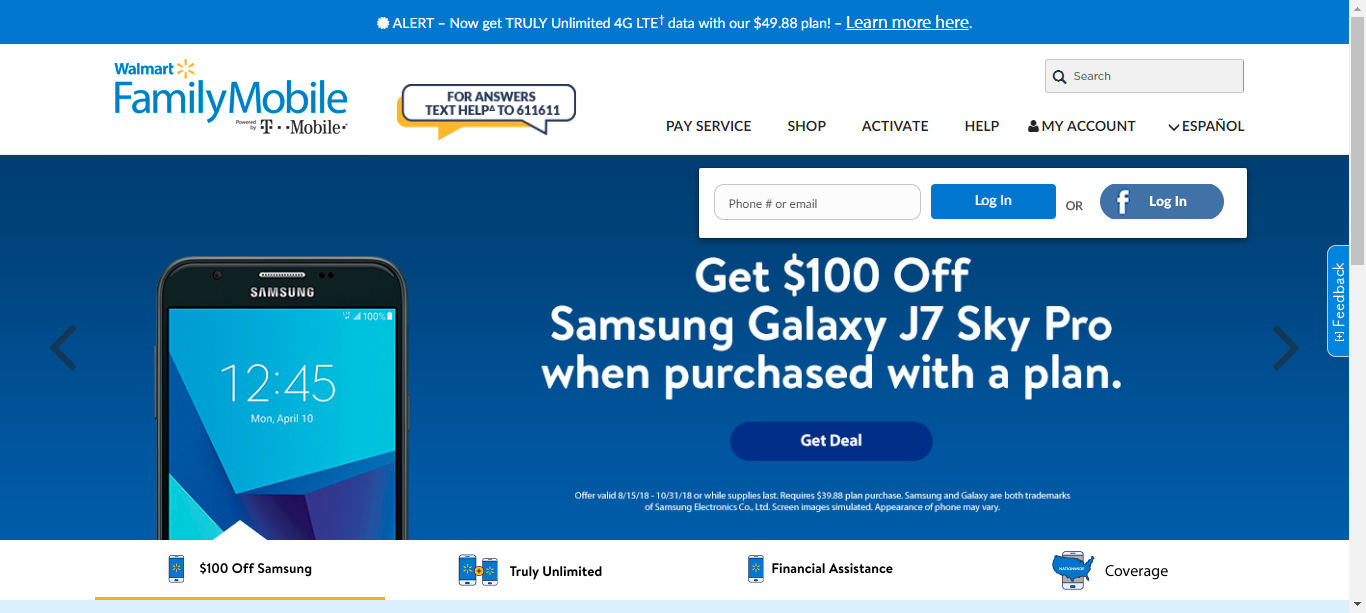 ALERT – Now get TRULY Unlimited 4G LTE† data with our $49.88 plan! – Learn more here.
Walmart
FamilyMobile
Powered by T··Mobile·
FOR ANSWERS
TEXT HELP^ TO 611611
Search
PAY SERVICE
SHOP
ACTIVATE
HELP
MY ACCOUNT
ESPAÑOL
Phone # or email
Log In
OR
f
Log In
Get $100 Off
Samsung Galaxy J7 Sky Pro
when purchased with a plan.
Get Deal
Offer valid 8/15/18 - 10/31/18 or while supplies last. Requires $39.88 plan purchase. Samsung and Galaxy are both trademarks
of Samsung Electronics Co., Ltd. Screen images simulated. Appearance of phone may vary.
SAMSUNG
100%
12:45
Mon, April 10
[+] Feedback
$100 Off Samsung
Truly Unlimited
Financial Assistance
NATIONWIDE
Coverage